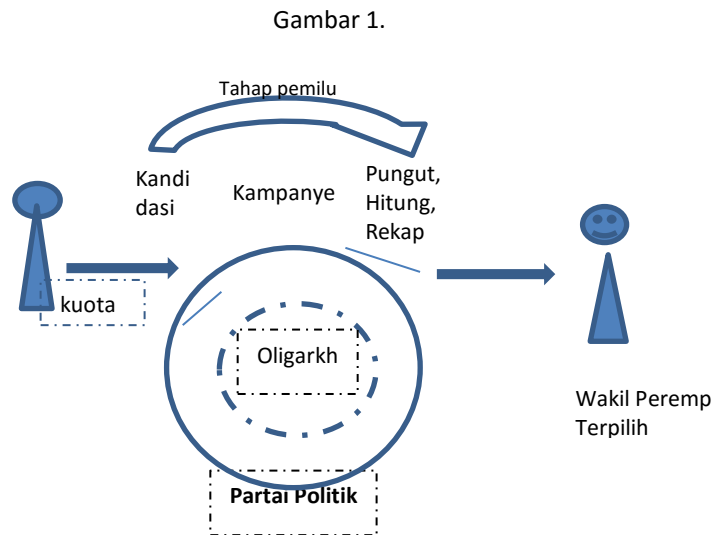 Gambar 1.
Tahap pemilu
Kandi
dasi
Kampanye
Pungut,
Hitung,
Rekap
kuota
Oligarkh
Wakil Peremp
Terpilih
Partai Politik